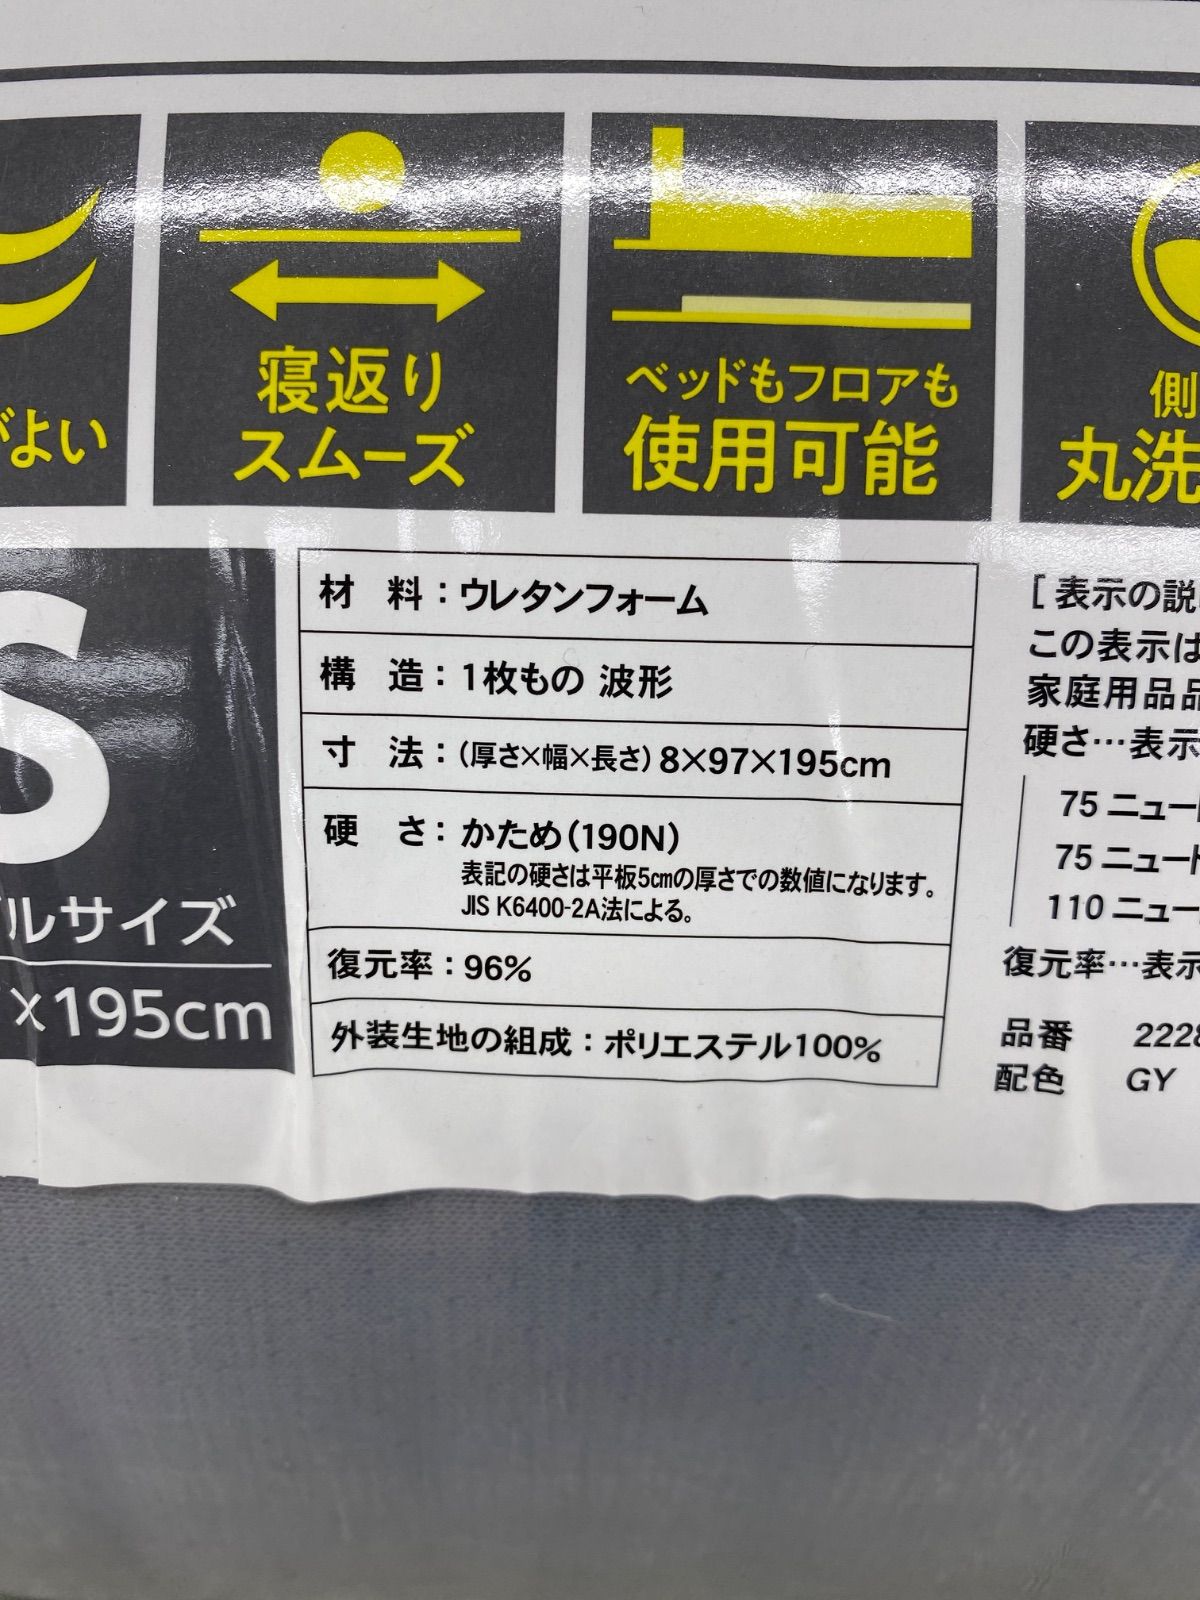 がよい
寝返り
スムーズ
ベッドもフロアも
使用可能
側
丸洗
S
ルサイズ
×195cm
材 料：ウレタンフォーム
構 造：1枚もの 波形
寸 法：（厚さ×幅×長さ）8×97×195cm
硬 さ：かため（190N）
表記の硬さは平板5㎝の厚さでの数値になります。
JIS K6400-2A法による。
復元率：96%
外装生地の組成：ポリエステル100%
［表示の説
この表示は
家庭用品品
硬さ…表示
75 ニュート
75 ニュート
110 ニュー
復元率…表示
品番 2228
配色 GY